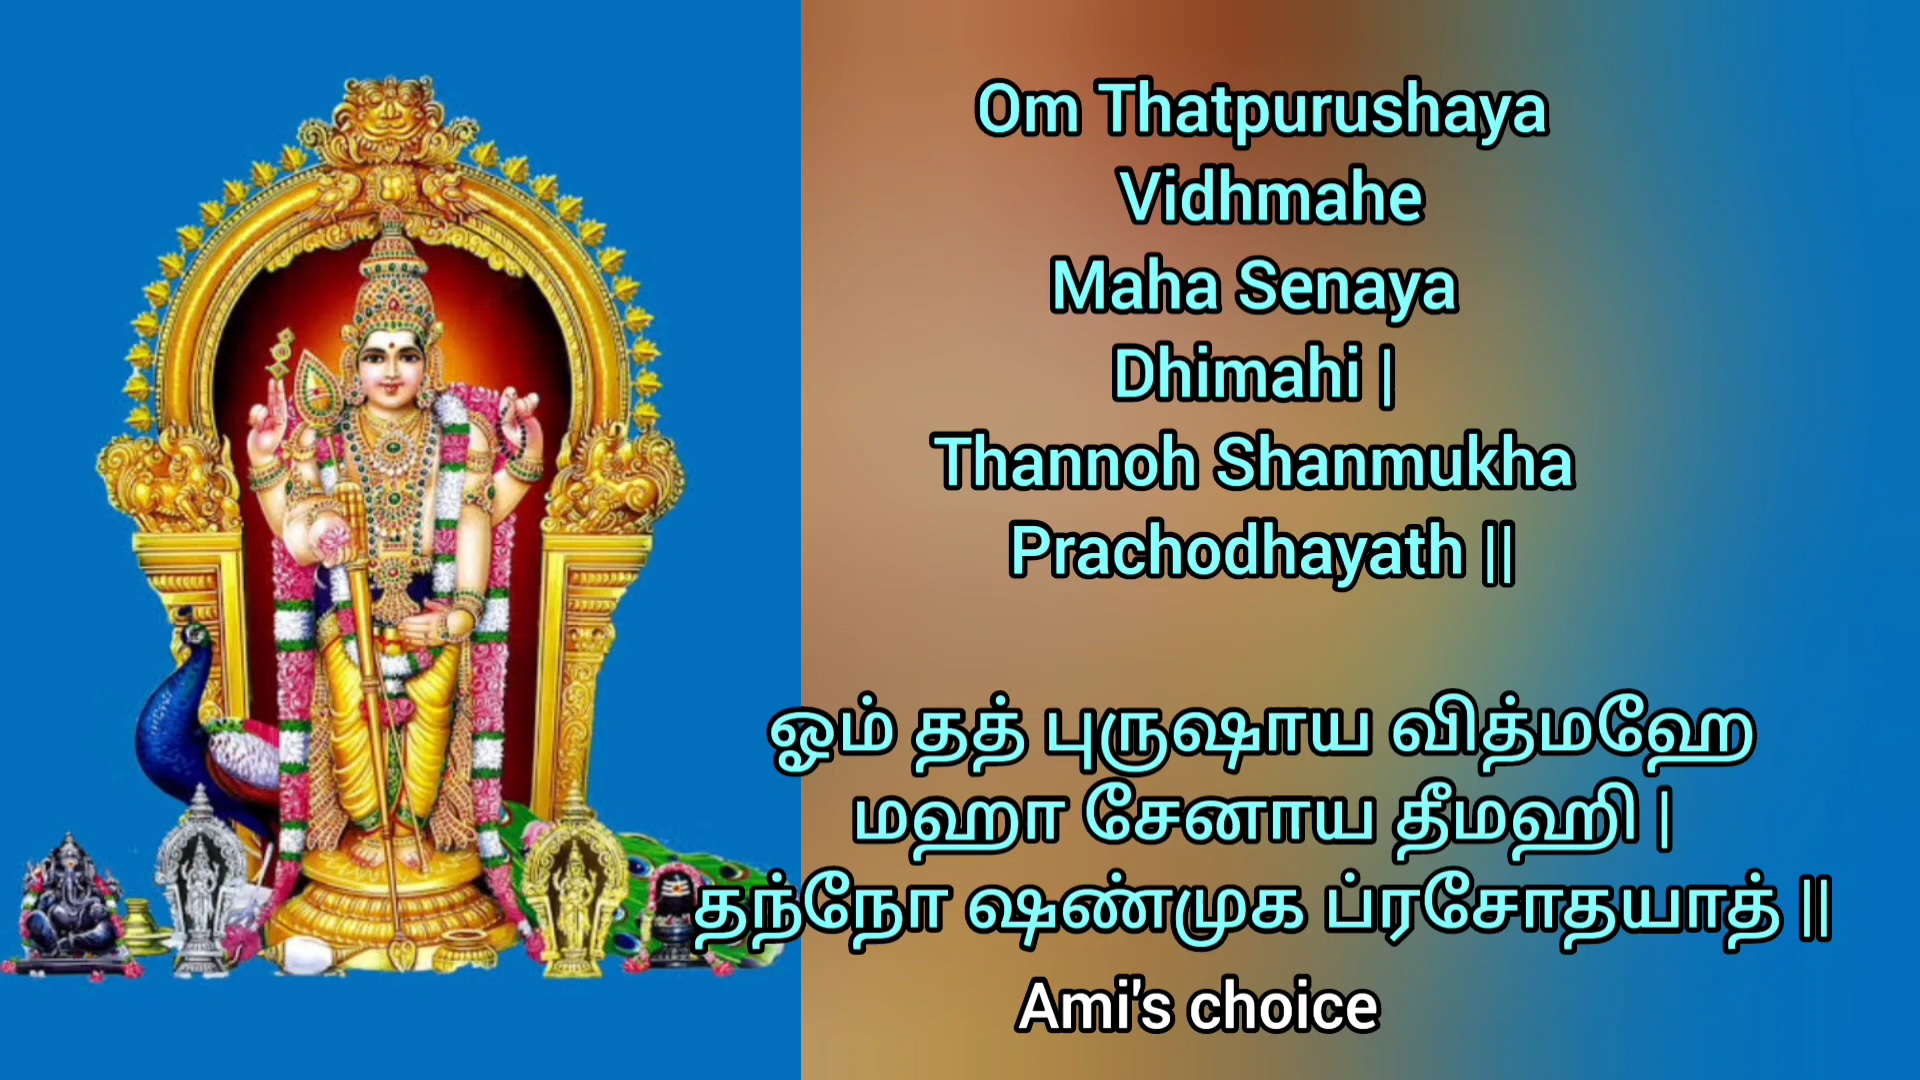 Om Thatpurushaya
Vidhmahe
Maha Senaya
Dhimahi |
Thannoh Shanmukha
Prachodhayath ||
ஓம் தத் புருஷாய வித்மஹே
மஹா சேனாய தீமஹி |
தந்நோ ஷண்முக ப்ரசோதயாத் ||
Ami's choice